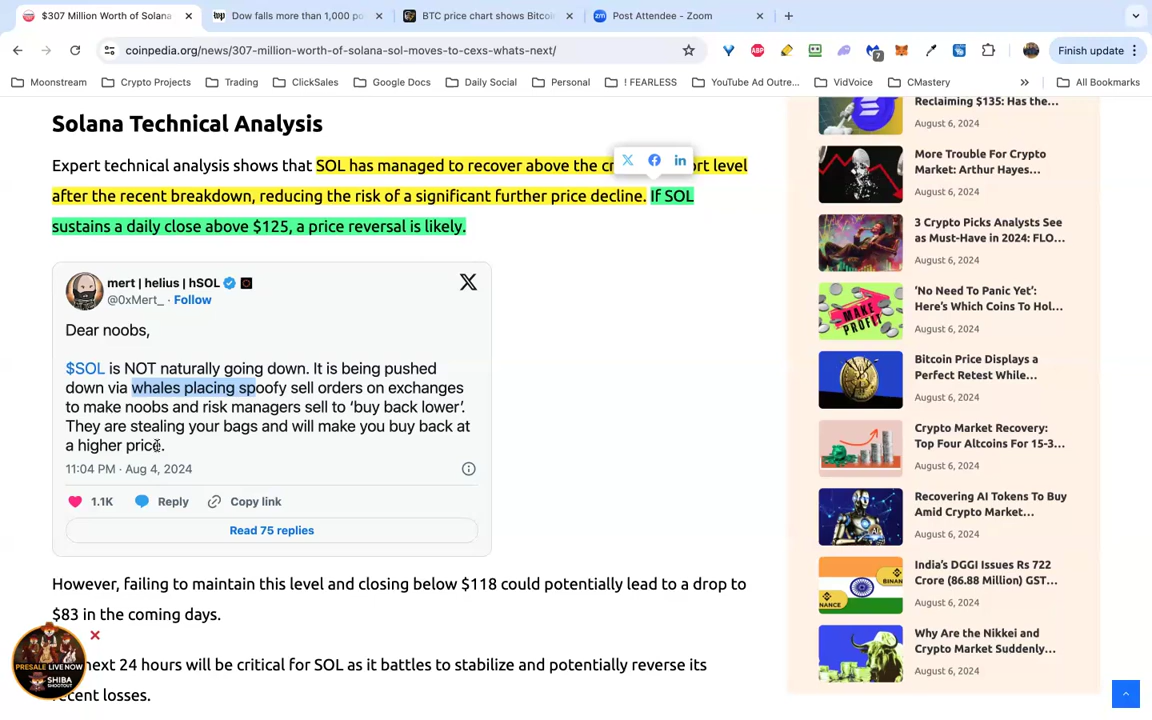 $307 Million Worth of Solana
Dow falls more than 1,000 po
BTC price chart shows Bitcoi
Post Attendee - Zoom
coinpedia.org/news/307-million-worth-of-solana-sol-moves-to-cexs-whats-next/
ABP
7
Finish update
Moonstream
Crypto Projects
Trading
ClickSales
Google Docs
Daily Social
Personal
! FEARLESS
YouTube Ad Outre...
VidVoice
CMastery
All Bookmarks
Solana Technical Analysis
Expert technical analysis shows that SOL has managed to recover above the level
after the recent breakdown, reducing the risk of a significant further price decline. If SOL
sustains a daily close above $125, a price reversal is likely.
mert | helius | hSOL
@0xMert_ · Follow
Dear noobs,
$SOL is NOT naturally going down. It is being pushed
down via whales placing spoofy sell orders on exchanges
to make noobs and risk managers sell to 'buy back lower'.
They are stealing your bags and will make you buy back at
a higher price.
11:04 PM · Aug 4, 2024
1.1K
Reply
Copy link
Read 75 replies
However, failing to maintain this level and closing below $118 could potentially lead to a drop to
$83 in the coming days.
next 24 hours will be critical for SOL as it battles to stabilize and potentially reverse its
recent losses.
PRESALE LIVE NOW
SHIBA
SHOOTOUT
Reclaiming $135: Has the...
August 6, 2024
More Trouble For Crypto
Market: Arthur Hayes...
August 6, 2024
3 Crypto Picks Analysts See
as Must-Have in 2024: FLO...
August 6, 2024
MAKE
PROFIT
'No Need To Panic Yet':
Here's Which Coins To Hol...
August 6, 2024
Bitcoin Price Displays a
Perfect Retest While...
August 6, 2024
Crypto Market Recovery:
Top Four Altcoins For 15-3...
August 6, 2024
Recovering AI Tokens To Buy
Amid Crypto Market...
August 6, 2024
BINAN
NANCE
India's DGGI Issues Rs 722
Crore (86.88 Million) GST...
August 6, 2024
Why Are the Nikkei and
Crypto Market Suddenly...
August 6, 2024